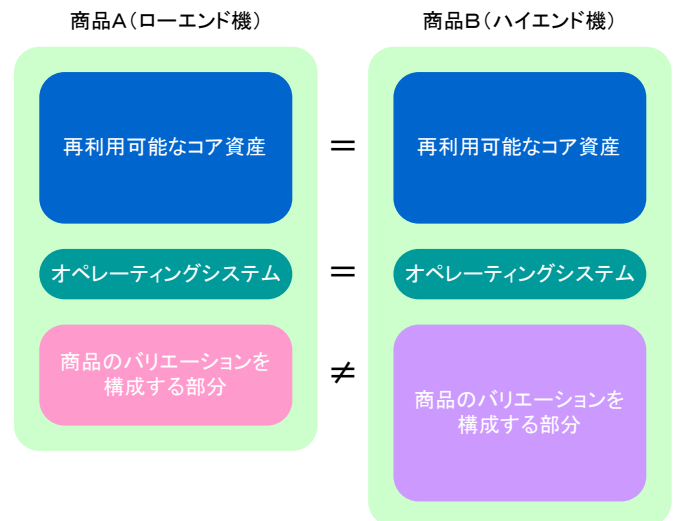 商品A(ローエンド機)
商品B(ハイエンド機)
再利用可能なコア資産
=
再利用可能なコア資産
オペレーティングシステム
=
オペレーティングシステム
商品のバリエーションを
構成する部分
≠
商品のバリエーションを
構成する部分